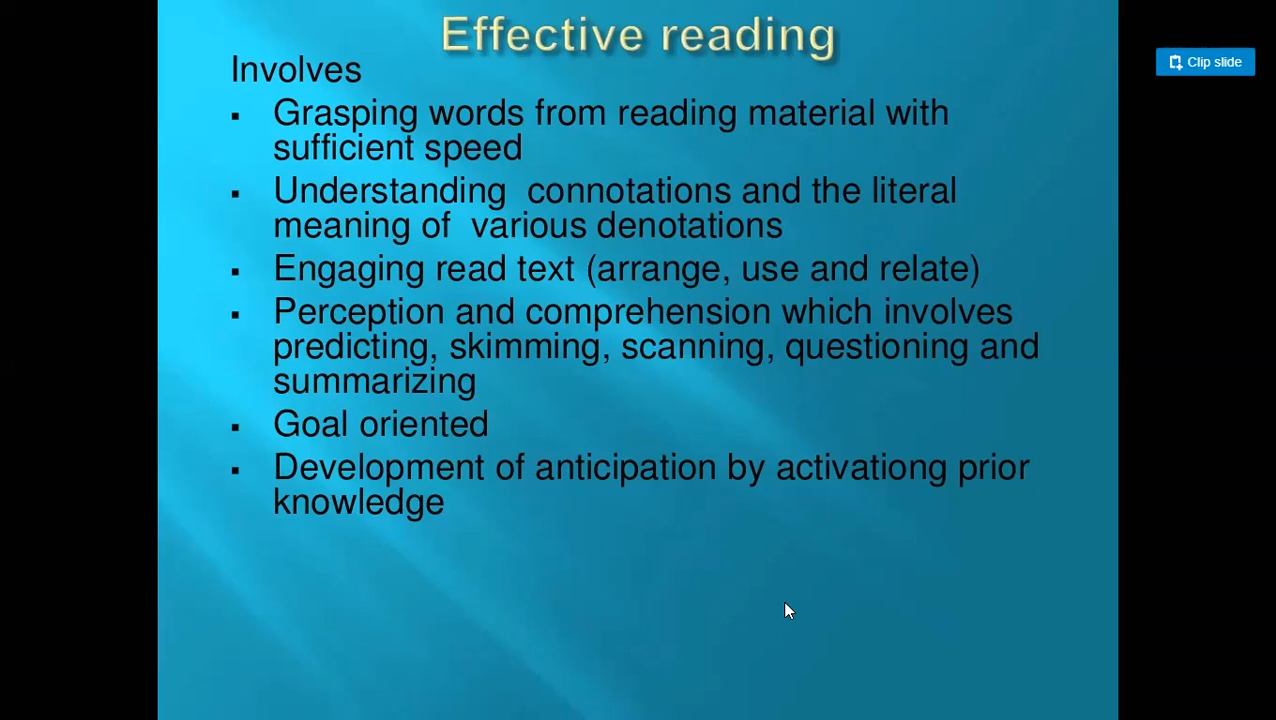 Effective reading
Clip slide
Involves
▪ Grasping words from reading material with
sufficient speed
▪ Understanding connotations and the literal
meaning of various denotations
▪ Engaging read text (arrange, use and relate)
▪ Perception and comprehension which involves
predicting, skimming, scanning, questioning and
summarizing
▪ Goal oriented
▪ Development of anticipation by activationg prior
knowledge